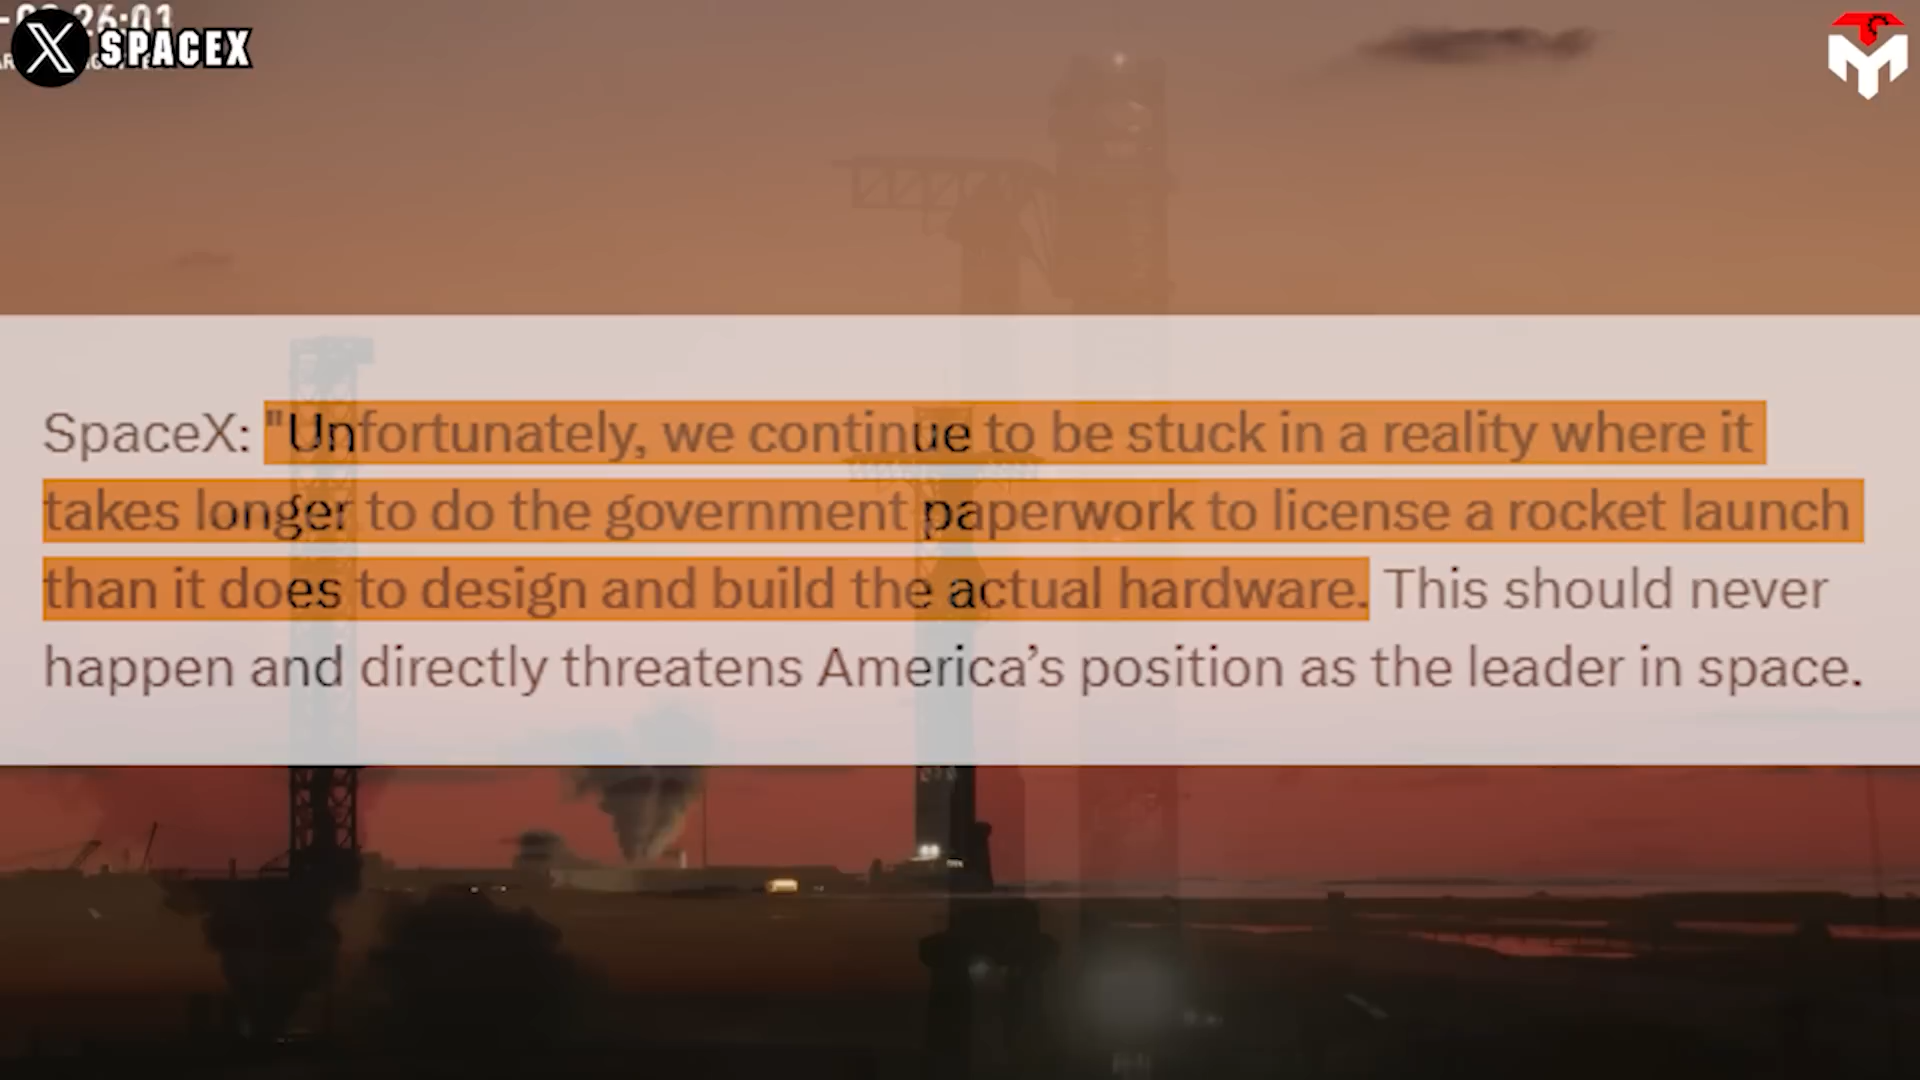 26:01
SPACEX
SpaceX: "Unfortunately, we continue to be stuck in a reality where it
takes longer to do the government paperwork to license a rocket launch
than it does to design and build the actual hardware. This should never
happen and directly threatens America’s position as the leader in space.